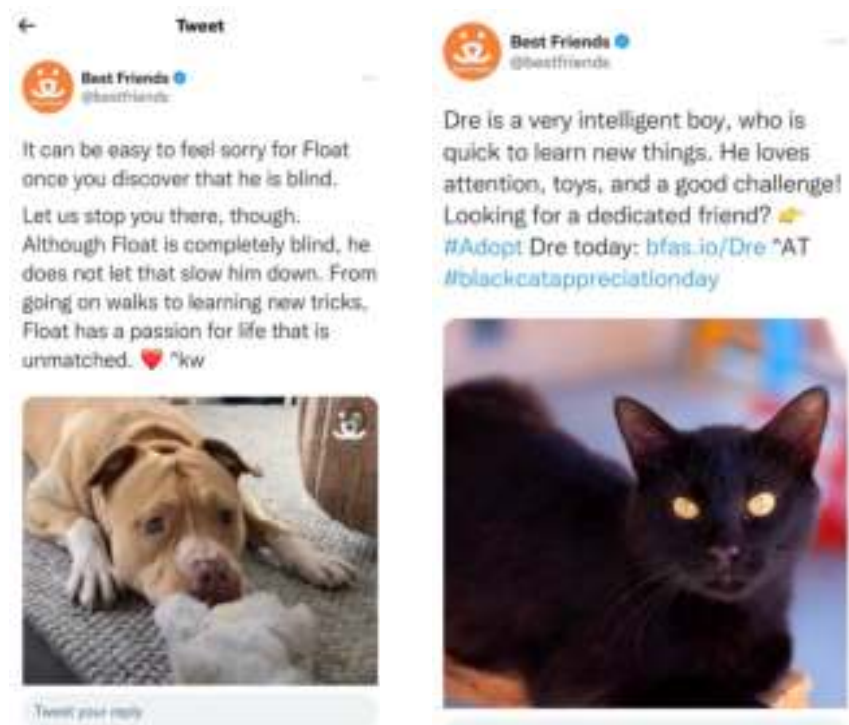 Tweet
Best Friends
@bestfriends
It can be easy to feel sorry for Float
once you discover that he is blind.
Let us stop you there, though.
Although Float is completely blind, he
does not let that slow him down. From
going on walks to learning new tricks,
Float has a passion for life that is
unmatched. ❤️ ^kw
Tweet your reply
Best Friends
@bestfriends
Dre is a very intelligent boy, who is
quick to learn new things. He loves
attention, toys, and a good challenge!
Looking for a dedicated friend? 👉
#Adopt Dre today: bfas.io/Dre ^AT
#blackcatappreciationday